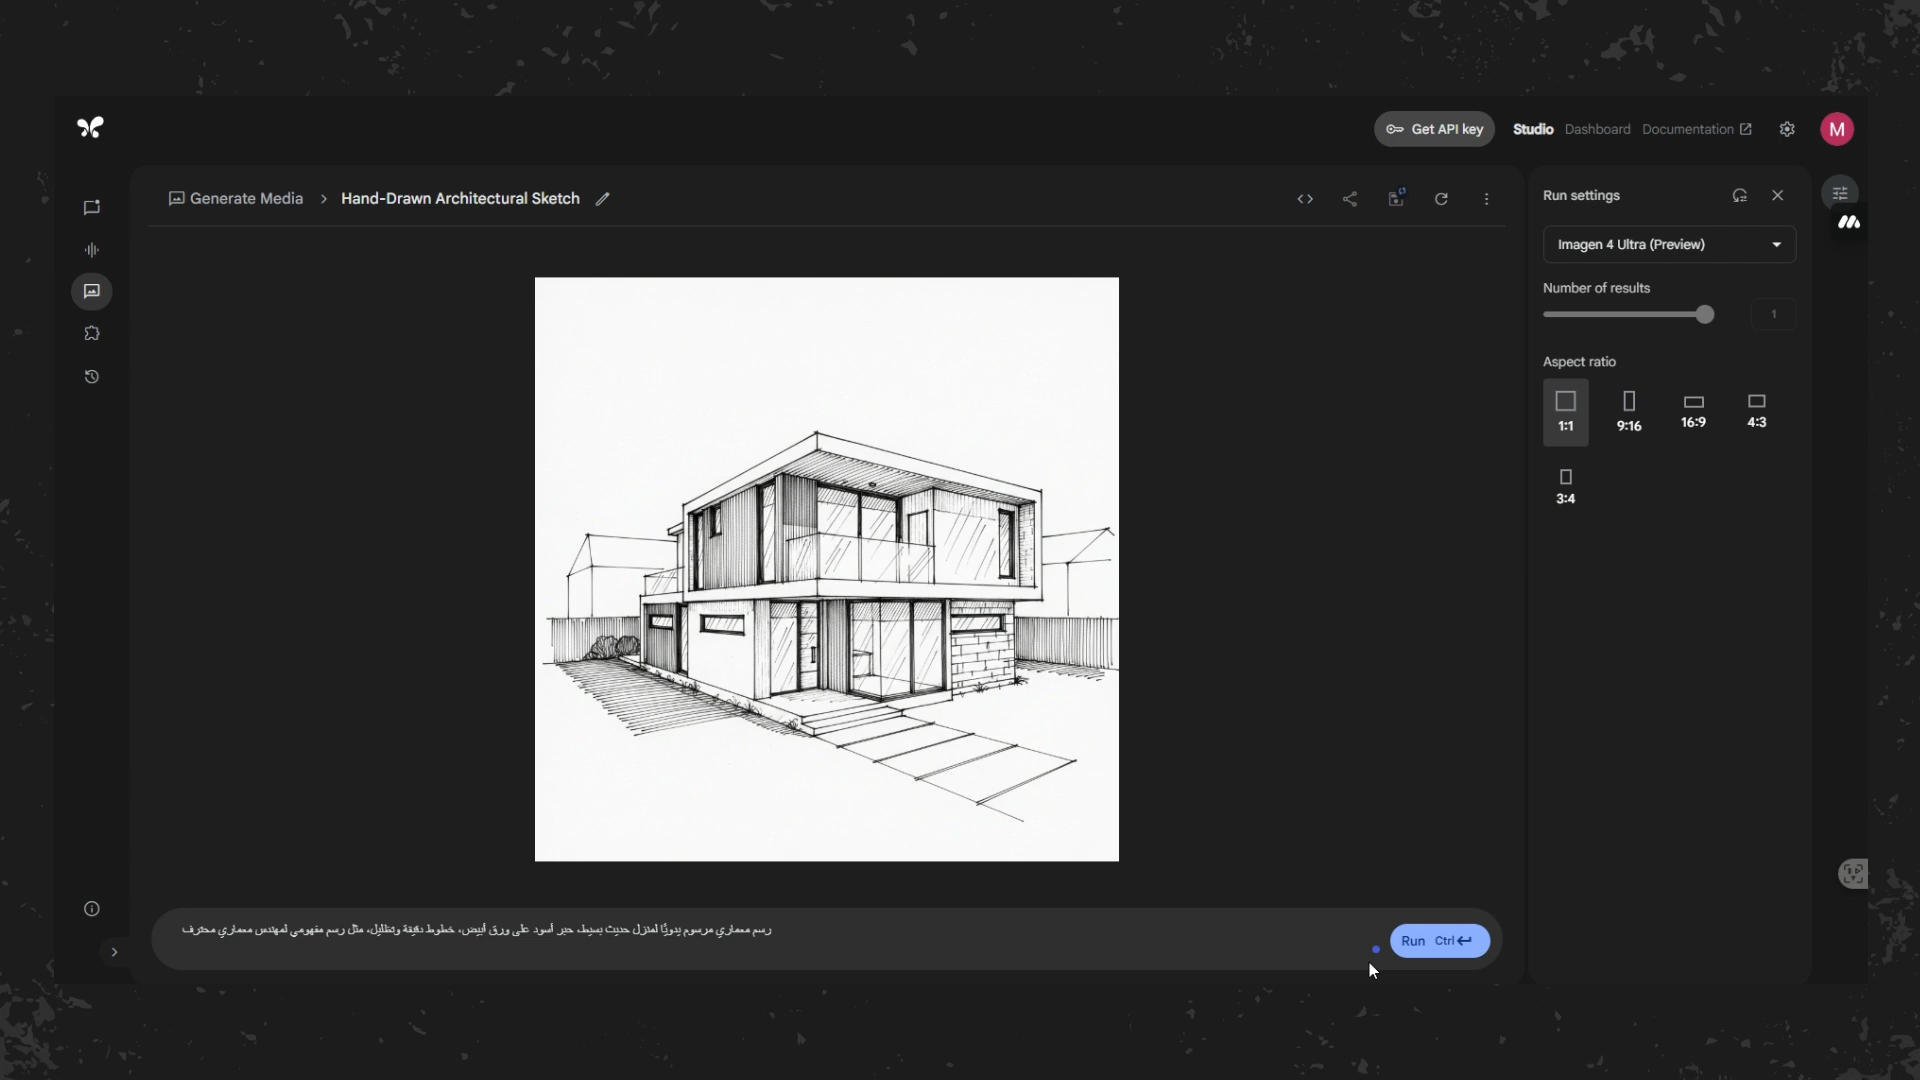 Get API key
Studio
Dashboard
Documentation
M
Generate Media
Hand-Drawn Architectural Sketch
Run settings
Imagen 4 Ultra (Preview)
Number of results
1
Aspect ratio
1:1
9:16
16:9
4:3
3:4
رسم معماري مرسوم يدويًا لمنزل حديث بسيط، حبر أسود على ورق أبيض، خطوط دقيقة وتظليل، مثل رسم مفهومي لمهندس معماري محترف
Run Ctrl